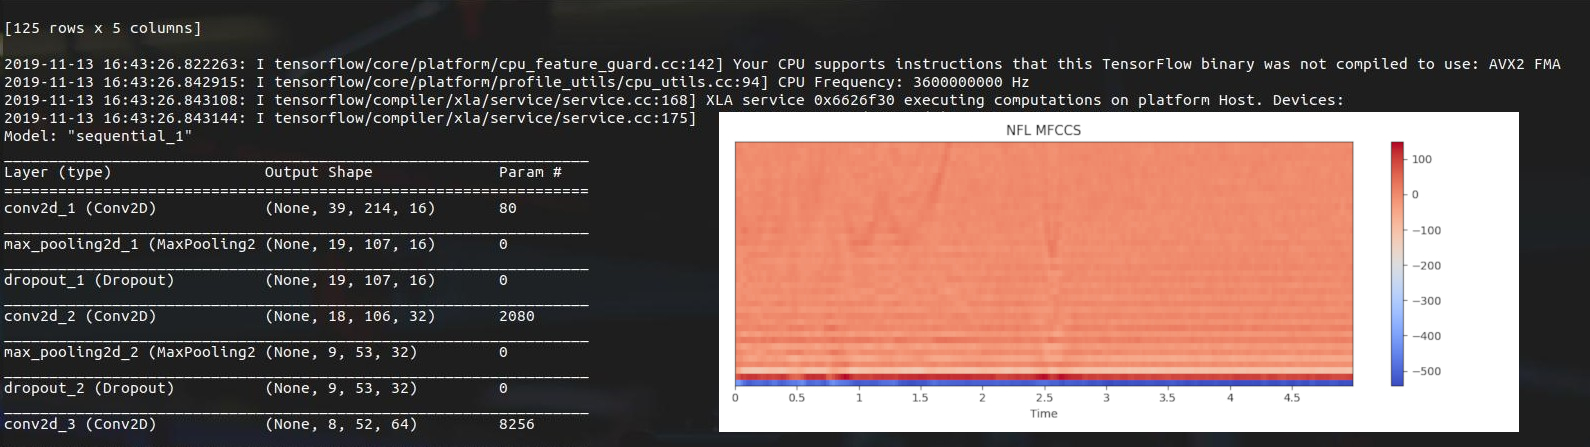 [125 rows x 5 columns]
2019-11-13 16:43:26.822263: I tensorflow/core/platform/cpu_feature_guard.cc:142] Your CPU supports instructions that this TensorFlow binary was not compiled to use: AVX2 FMA
2019-11-13 16:43:26.842915: I tensorflow/core/platform/profile_utils/cpu_utils.cc:94] CPU Frequency: 3600000000 Hz
2019-11-13 16:43:26.843108: I tensorflow/compiler/xla/service/service.cc:168] XLA service 0x6626f30 executing computations on platform Host. Devices:
2019-11-13 16:43:26.843144: I tensorflow/compiler/xla/service/service.cc:175]
Model: "sequential_1"
_________________________________________________________________
Layer (type)                 Output Shape              Param #
=================================================================
conv2d_1 (Conv2D)            (None, 39, 214, 16)       80
_________________________________________________________________
max_pooling2d_1 (MaxPooling2 (None, 19, 107, 16)       0
_________________________________________________________________
dropout_1 (Dropout)          (None, 19, 107, 16)       0
_________________________________________________________________
conv2d_2 (Conv2D)            (None, 18, 106, 32)       2080
_________________________________________________________________
max_pooling2d_2 (MaxPooling2 (None, 9, 53, 32)         0
_________________________________________________________________
dropout_2 (Dropout)          (None, 9, 53, 32)         0
_________________________________________________________________
conv2d_3 (Conv2D)            (None, 8, 52, 64)         8256
NFL MFCCS
100
0
−100
−200
−300
−400
−500
0 0.5 1 1.5 2 2.5 3 3.5 4 4.5
Time